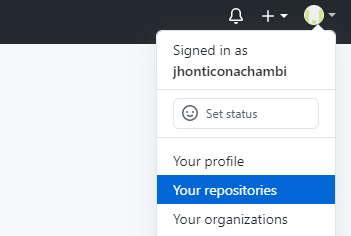 Signed in as
jhonticonachambi
Set status
Your profile
Your repositories
Your organizations